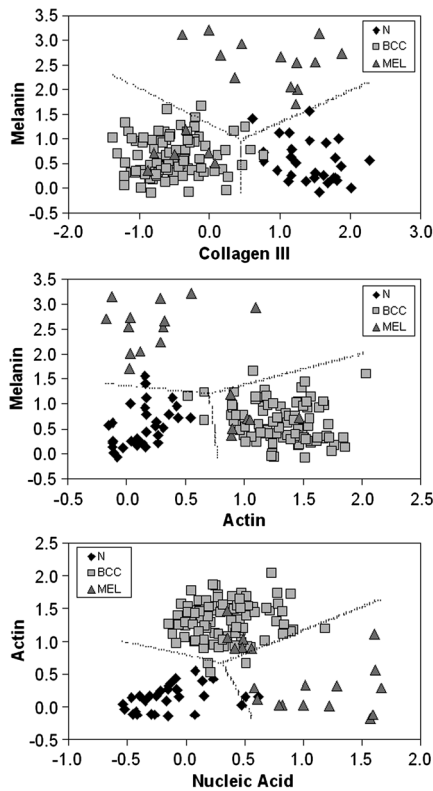 3.5
3.0
2.5
2.0
1.5
1.0
0.5
0.0
-0.5
Melanin
N
BCC
MEL
-2.0 -1.0 0.0 1.0 2.0 3.0
Collagen III
3.5
3.0
2.5
2.0
1.5
1.0
0.5
0.0
-0.5
Melanin
N
BCC
MEL
-0.5 0.0 0.5 1.0 1.5 2.0 2.5
Actin
2.5
2.0
1.5
1.0
0.5
0.0
-0.5
Actin
N
BCC
MEL
-1.0 -0.5 0.0 0.5 1.0 1.5 2.0
Nucleic Acid